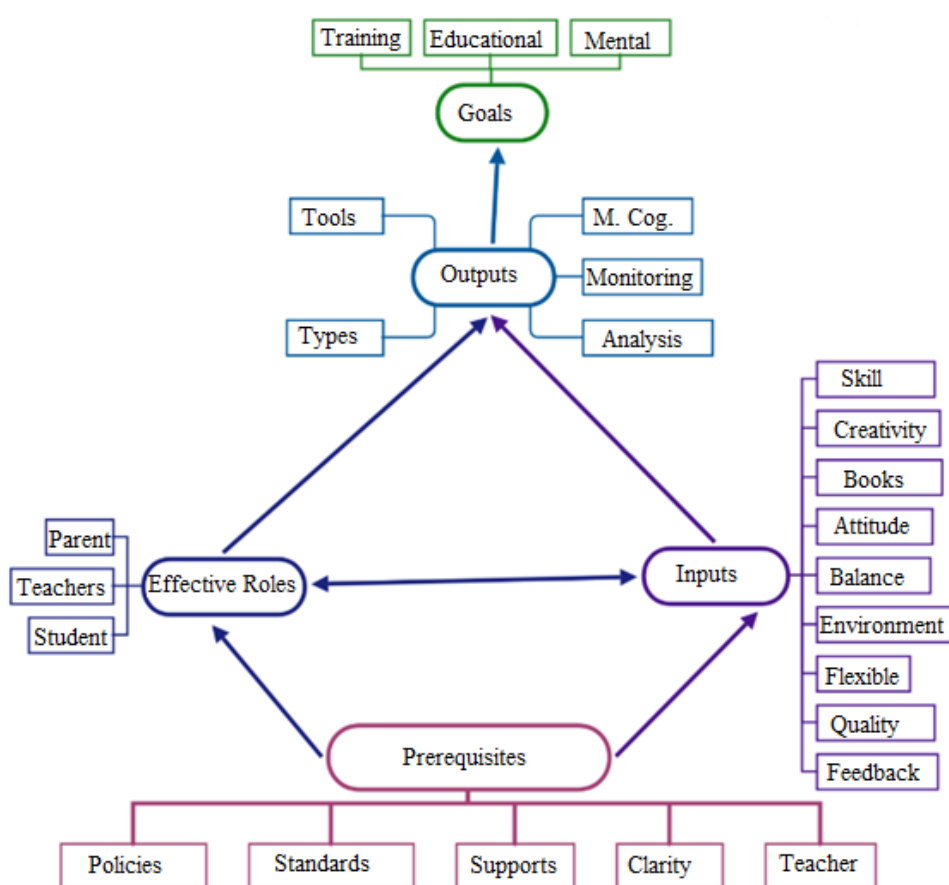 Training
Educational
Mental
Goals
Tools
M. Cog.
Outputs
Monitoring
Types
Analysis
Skill
Creativity
Books
Attitude
Balance
Environment
Flexible
Quality
Feedback
Parent
Teachers
Student
Effective Roles
Inputs
Prerequisites
Policies
Standards
Supports
Clarity
Teacher